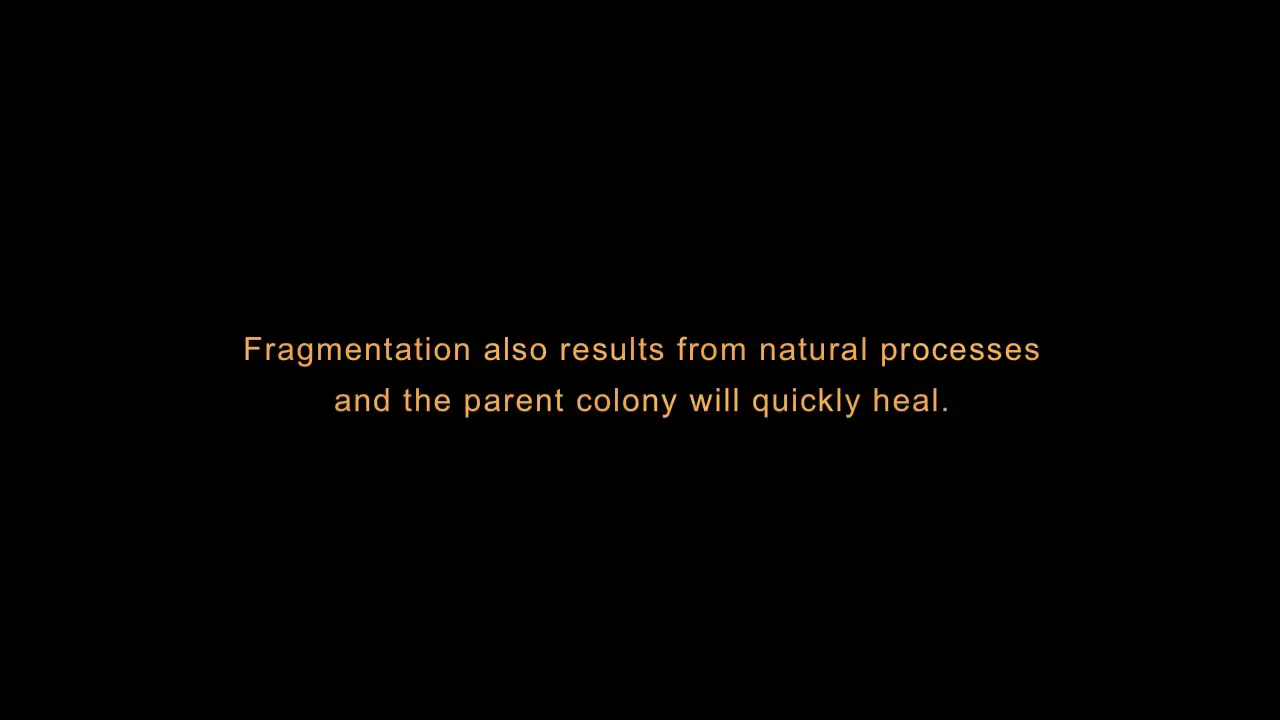 Fragmentation also results from natural processes
and the parent colony will quickly heal.